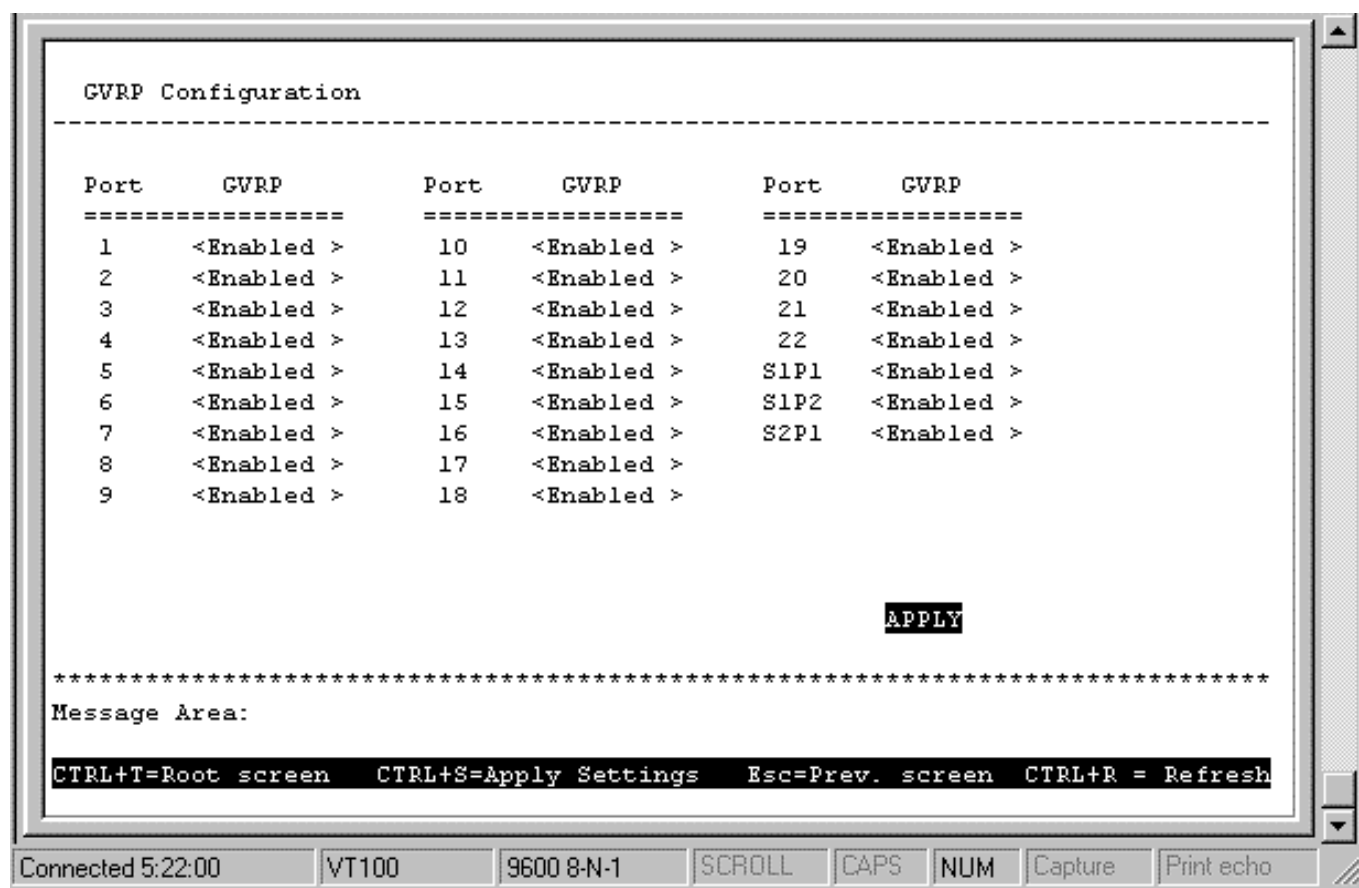 GVRP Configuration
--------------------------------------------------------------------------------
Port GVRP Port GVRP Port GVRP
================= ================= =================
1 <Enabled > 10 <Enabled > 19 <Enabled >
2 <Enabled > 11 <Enabled > 20 <Enabled >
3 <Enabled > 12 <Enabled > 21 <Enabled >
4 <Enabled > 13 <Enabled > 22 <Enabled >
5 <Enabled > 14 <Enabled > S1P1 <Enabled >
6 <Enabled > 15 <Enabled > S1P2 <Enabled >
7 <Enabled > 16 <Enabled > S2P1 <Enabled >
8 <Enabled > 17 <Enabled >
9 <Enabled > 18 <Enabled >
APPLY
********************************************************************************
Message Area:
CTRL+T=Root screen CTRL+S=Apply Settings Esc=Prev. screen CTRL+R = Refresh
Connected 5:22:00 VT100 9600 8-N-1 SCROLL CAPS NUM Capture Print echo